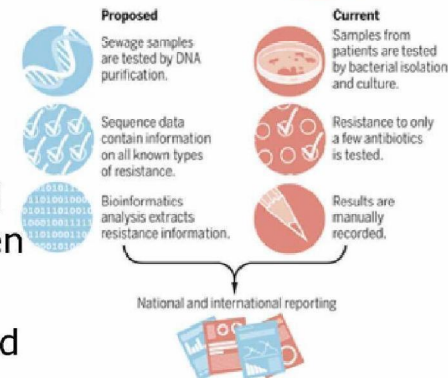 Proposed
Sewage samples
are tested by DNA
purification.
Sequence data
contain information
on all known types
of resistance.
Bioinformatics
analysis extracts
resistance information.
Current
Samples from
patients are tested
by bacterial isolation
and culture.
Resistance to only
a few antibiotics
is tested.
Results are
manually
recorded.
National and international reporting
en
d